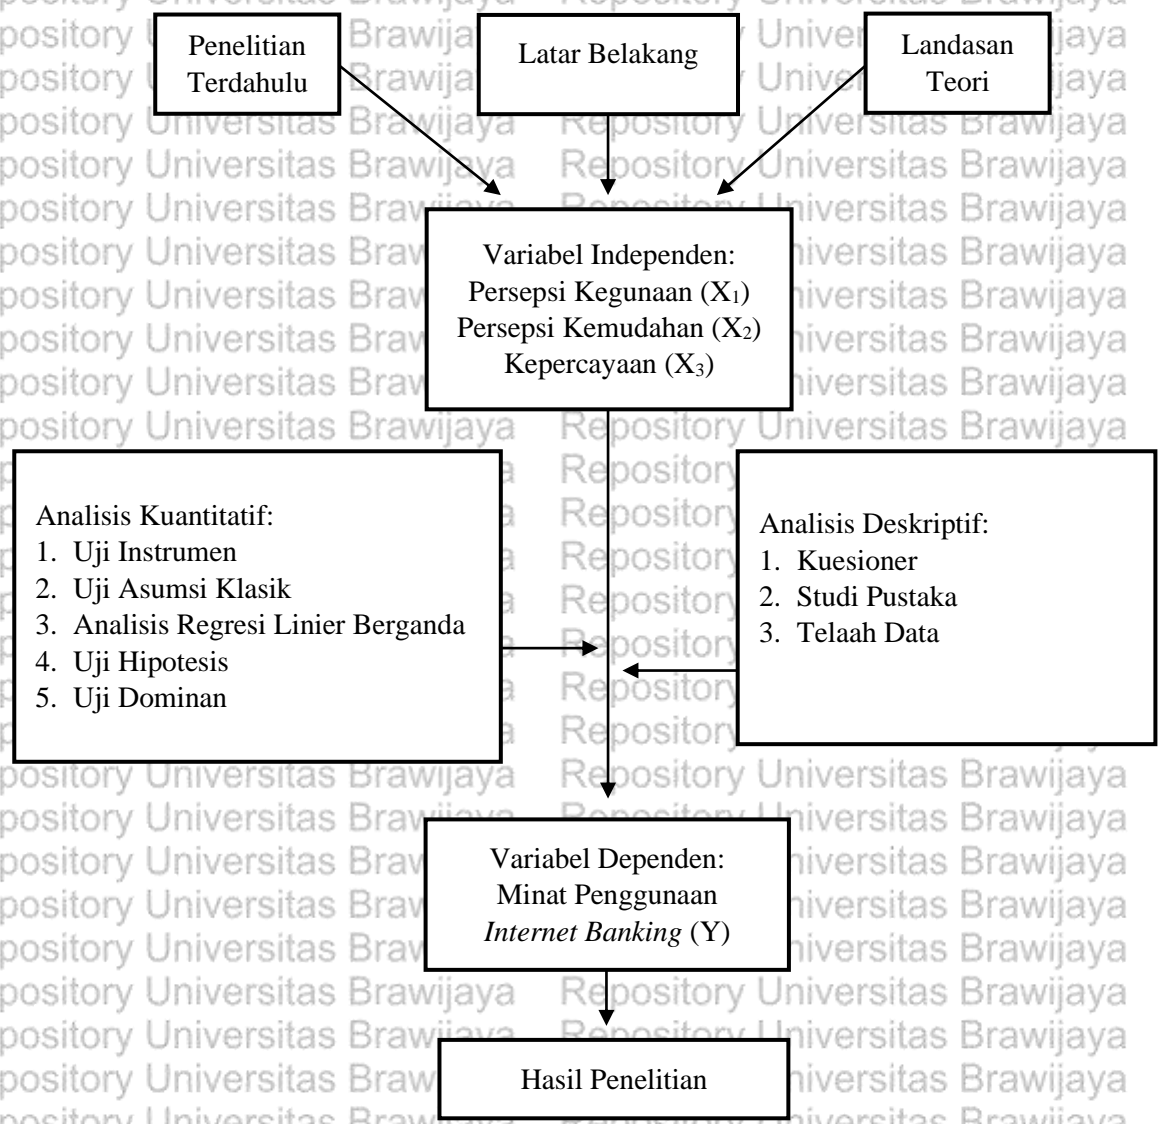 Penelitian
Terdahulu
Latar Belakang
Landasan
Teori
Variabel Independen:
Persepsi Kegunaan (X₁)
Persepsi Kemudahan (X₂)
Kepercayaan (X₃)
Analisis Kuantitatif:
1. Uji Instrumen
2. Uji Asumsi Klasik
3. Analisis Regresi Linier Berganda
4. Uji Hipotesis
5. Uji Dominan
Analisis Deskriptif:
1. Kuesioner
2. Studi Pustaka
3. Telaah Data
Variabel Dependen:
Minat Penggunaan
Internet Banking (Y)
Hasil Penelitian
Repository Universitas Brawijaya